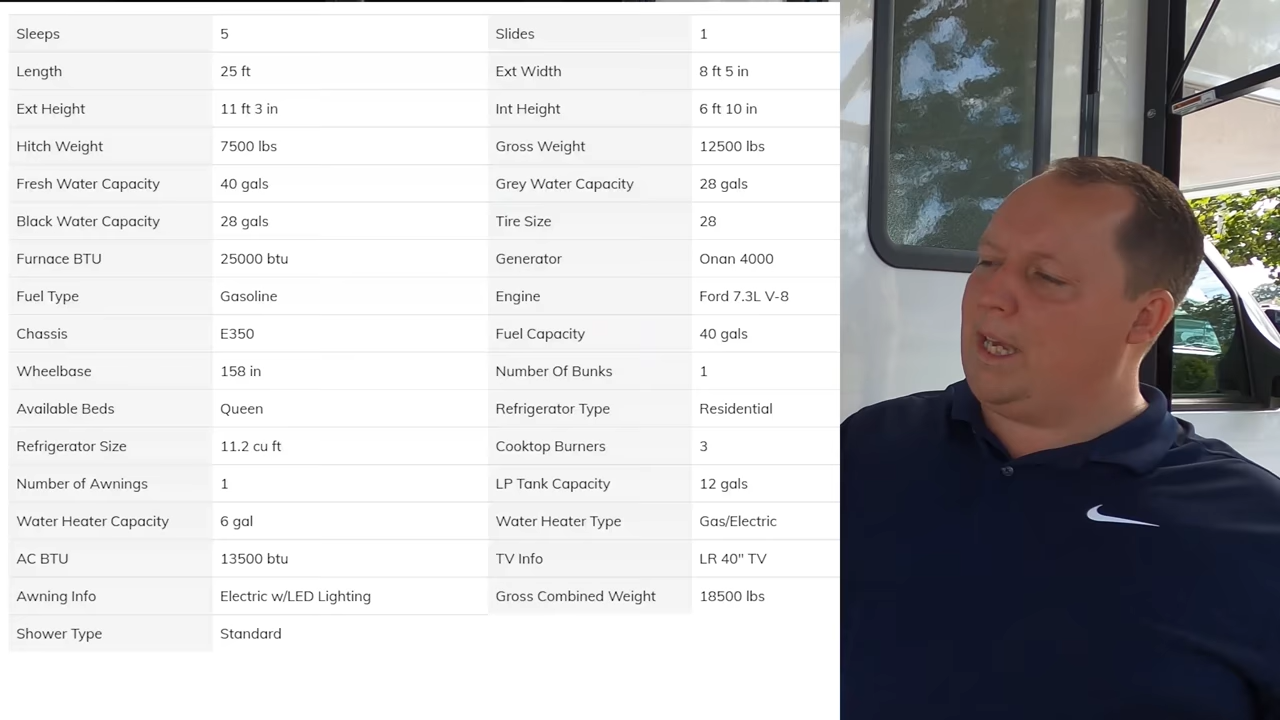 Sleeps 5 Slides 1
Length 25 ft Ext Width 8 ft 5 in
Ext Height 11 ft 3 in Int Height 6 ft 10 in
Hitch Weight 7500 lbs Gross Weight 12500 lbs
Fresh Water Capacity 40 gals Grey Water Capacity 28 gals
Black Water Capacity 28 gals Tire Size 28
Furnace BTU 25000 btu Generator Onan 4000
Fuel Type Gasoline Engine Ford 7.3L V-8
Chassis E350 Fuel Capacity 40 gals
Wheelbase 158 in Number Of Bunks 1
Available Beds Queen Refrigerator Type Residential
Refrigerator Size 11.2 cu ft Cooktop Burners 3
Number of Awnings 1 LP Tank Capacity 12 gals
Water Heater Capacity 6 gal Water Heater Type Gas/Electric
AC BTU 13500 btu TV Info LR 40" TV
Awning Info Electric w/LED Lighting Gross Combined Weight 18500 lbs
Shower Type Standard